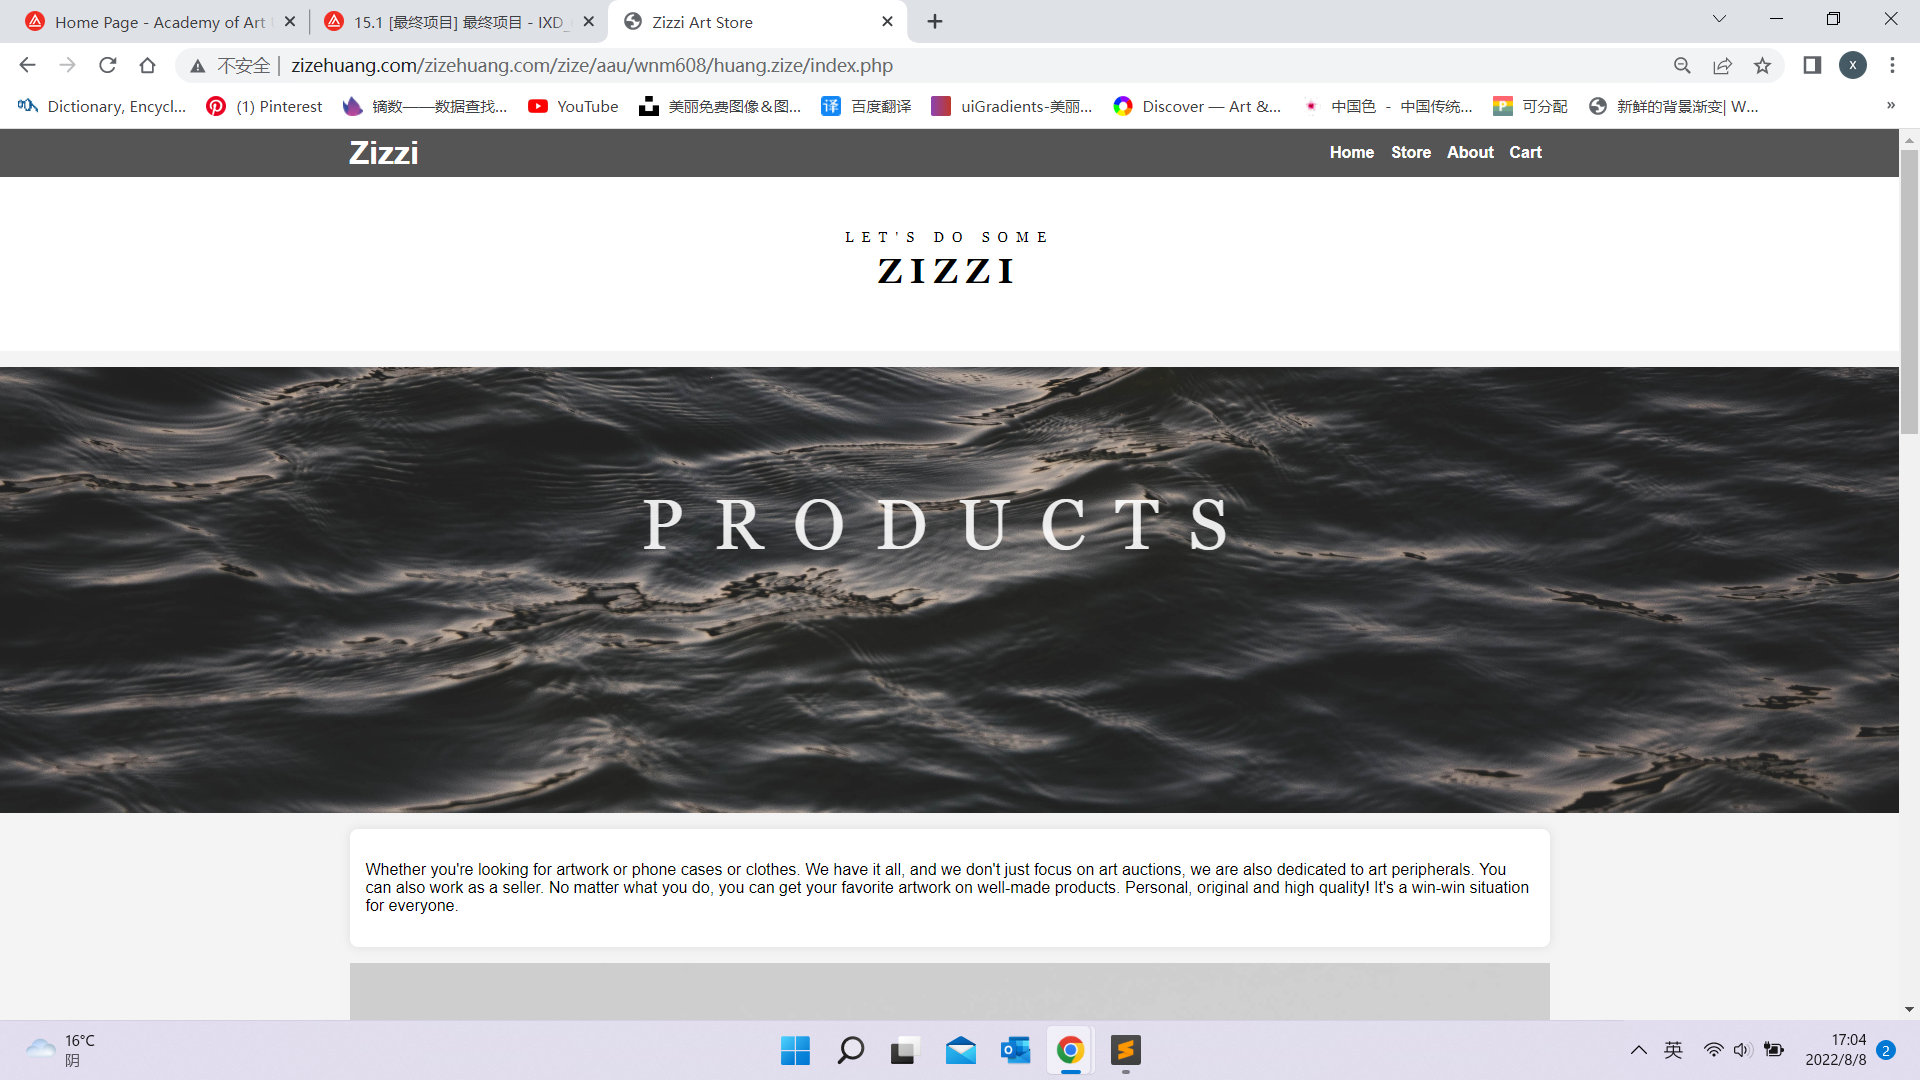 Home Page - Academy of Art
15.1 [最终项目] 最终项目 - IXD_
Zizzi Art Store
不安全
zizehuang.com/zizehuang.com/zize/aau/wnm608/huang.zize/index.php
X
Dictionary, Encycl...
(1) Pinterest
镝数——数据查找...
YouTube
美丽免费图像&图...
译
百度翻译
uiGradients-美丽...
Discover — Art &...
中国色 - 中国传统...
P
可分配
新鲜的背景渐变| W...
»
Zizzi
Home Store About Cart
LET'S DO SOME
ZIZZI
PRODUCTS
Whether you're looking for artwork or phone cases or clothes. We have it all, and we don't just focus on art auctions, we are also dedicated to art peripherals. You
can also work as a seller. No matter what you do, you can get your favorite artwork on well-made products. Personal, original and high quality! It's a win-win situation
for everyone.
16°C
阴
英
17:04
2022/8/8
2